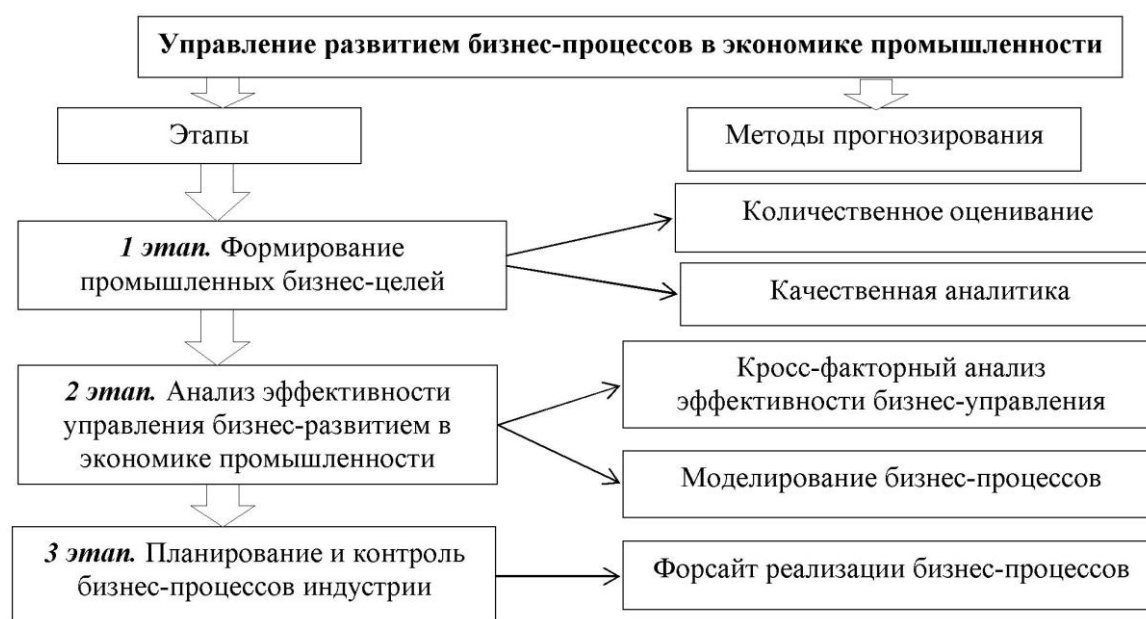 Управление развитием бизнес-процессов в экономике промышленности
Этапы
Методы прогнозирования
1 этап. Формирование
промышленных бизнес-целей
Количественное оценивание
Качественная аналитика
2 этап. Анализ эффективности
управления бизнес-развитием в
экономике промышленности
Кросс-факторный анализ
эффективности бизнес-управления
Моделирование бизнес-процессов
3 этап. Планирование и контроль
бизнес-процессов индустрии
Форсайт реализации бизнес-процессов